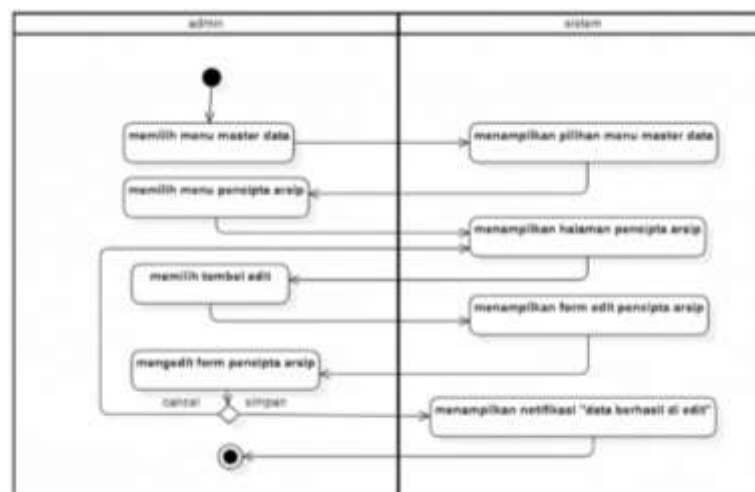 admin
sistem
memilih menu master data
menampilkan pilihan menu master data
memilih menu pencipta arsip
menampilkan halaman pencipta arsip
memilih tombol edit
menampilkan form edit pencipta arsip
mengedit form pencipta arsip
cancel
simpan
menampilkan notifikasi "data berhasil di edit"